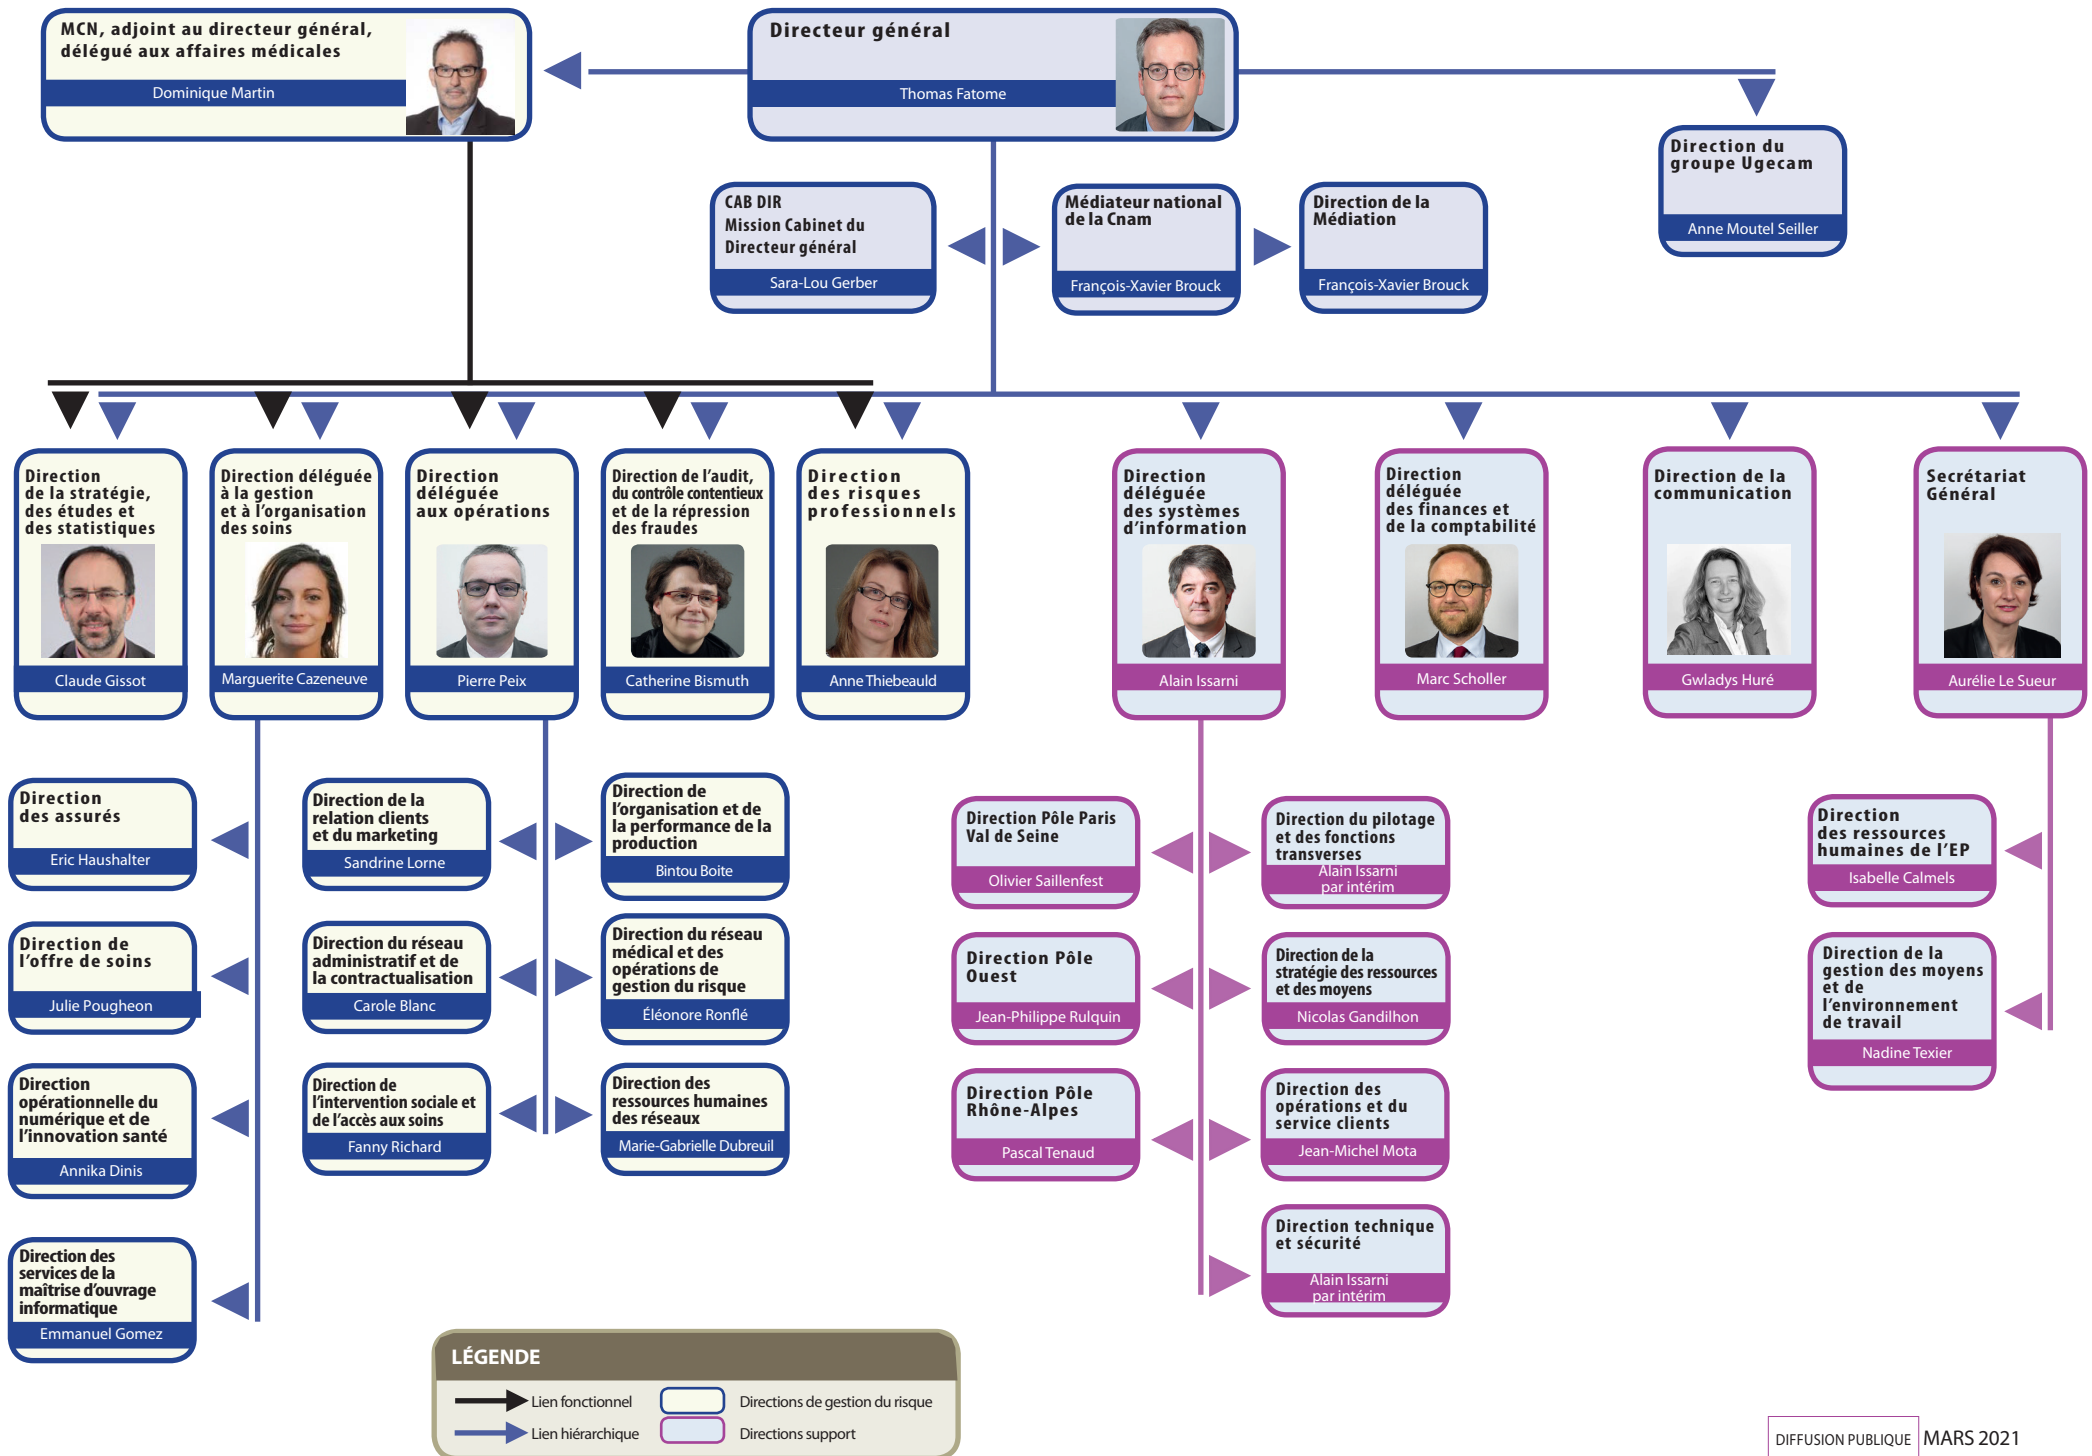 MCN, adjoint au directeur général,
délégué aux affaires médicales
Dominique Martin
Directeur général
Thomas Fatome
Direction du
groupe Ugecam
Anne Moutel Seiller
CAB DIR
Mission Cabinet du
Directeur général
Sara-Lou Gerber
Médiateur national
de la Cnam
François-Xavier Brouck
Direction de la
Médiation
François-Xavier Brouck
Direction
de la stratégie,
des études et
des statistiques
Claude Gissot
Direction déléguée
à la gestion
et à l'organisation
des soins
Marguerite Cazeneuve
Direction
déléguée
aux opérations
Pierre Peix
Direction de l'audit,
du contrôle contentieux
et de la répression
des fraudes
Catherine Bismuth
Direction
des risques
professionnels
Anne Thiebeauld
Direction
déléguée
des systèmes
d'information
Alain Issarni
Direction
déléguée
des finances et
de la comptabilité
Marc Scholler
Direction de la
communication
Gwladys Huré
Secrétariat
Général
Aurélie Le Sueur
Direction
des assurés
Eric Haushalter
Direction de
l'offre de soins
Julie Pougheon
Direction
opérationnelle du
numérique et de
l'innovation santé
Annika Dinis
Direction des
services de la
maîtrise d'ouvrage
informatique
Emmanuel Gomez
Direction de la
relation clients
et du marketing
Sandrine Lorne
Direction du réseau
administratif et de
la contractualisation
Carole Blanc
Direction de
l'intervention sociale et
de l'accès aux soins
Fanny Richard
Direction de
l'organisation et de
la performance de la
production
Bintou Boite
Direction du réseau
médical et des
opérations de
gestion du risque
Éléonore Ronflé
Direction des
ressources humaines
des réseaux
Marie-Gabrielle Dubreuil
Direction Pôle Paris
Val de Seine
Olivier Saillenfest
Direction Pôle
Ouest
Jean-Philippe Rulquin
Direction Pôle
Rhône-Alpes
Pascal Tenaud
Direction du pilotage
et des fonctions
transverses
Alain Issarni
par intérim
Direction de la
stratégie des ressources
et des moyens
Nicolas Gandilhon
Direction des
opérations et du
service clients
Jean-Michel Mota
Direction technique
et sécurité
Alain Issarni
par intérim
Direction
des ressources
humaines de l'EP
Isabelle Calmels
Direction de la
gestion des moyens
et de
l'environnement
de travail
Nadine Texier
LÉGENDE
Lien fonctionnel
Directions de gestion du risque
Lien hiérarchique
Directions support
DIFFUSION PUBLIQUE MARS 2021